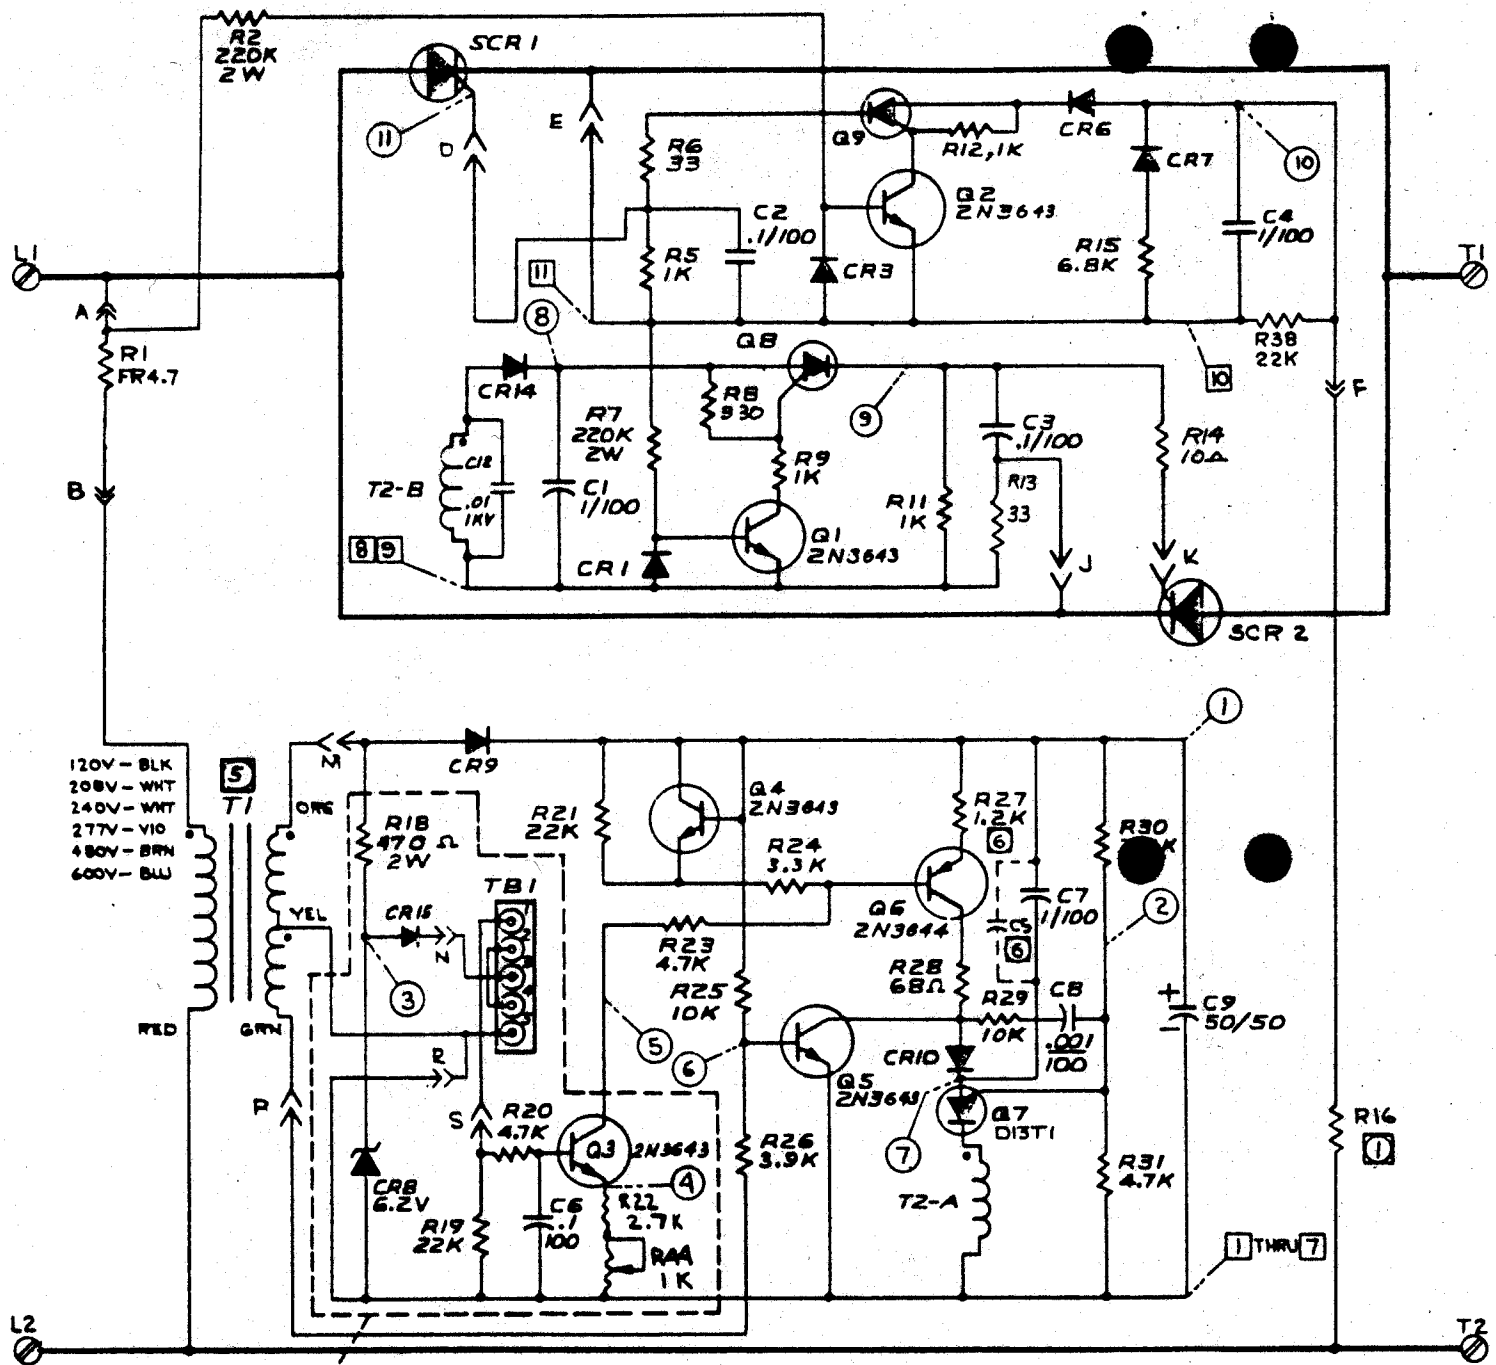 R2
220K
2W
SCR 1
11
D
E
R6
33
Q9
R12, 1K
CR6
CR7
10
Q2
2N3643
C2
.1/100
R5
1K
CR3
R15
6.8K
C4
1/100
L1
T1
A
11
8
R1
FR4.7
Q8
R38
22K
10
F
CR14
R8
330
9
R7
220K
2W
C3
.1/100
R14
10Ω
R9
1K
B
T2-B
C12
.01
1KV
C1
1/100
R11
1K
R13
33
8 9
CR1
Q1
2N3643
J
K
SCR 2
1
M
CR9
120V-BLK
208V-WHT
240V-WHT
277V-VIO
480V-BRN
600V-BLU
5
T1
ORG
R18
470 Ω
2W
R21
22K
Q4
2N3643
R27
1.2K
6
R30
K
R24
3.3K
TB1
1
2
3
4
5
YEL
CR15
N
Q6
2N3644
C5
6
C7
1/100
2
R23
4.7K
R28
68Ω
3
R25
10K
R29
10K
C8
.001
100
+
-
C9
50/50
RED
GRN
5
6
R
CR10
Q5
2N3643
P
S
R20
4.7K
Q3
2N3643
R26
3.9K
7
Q7
D13T1
R16
1
CR8
6.2V
4
R22
2.7K
R31
4.7K
R19
22K
C6
.1
100
RAA
1K
T2-A
1 THRU 7
L2
T2